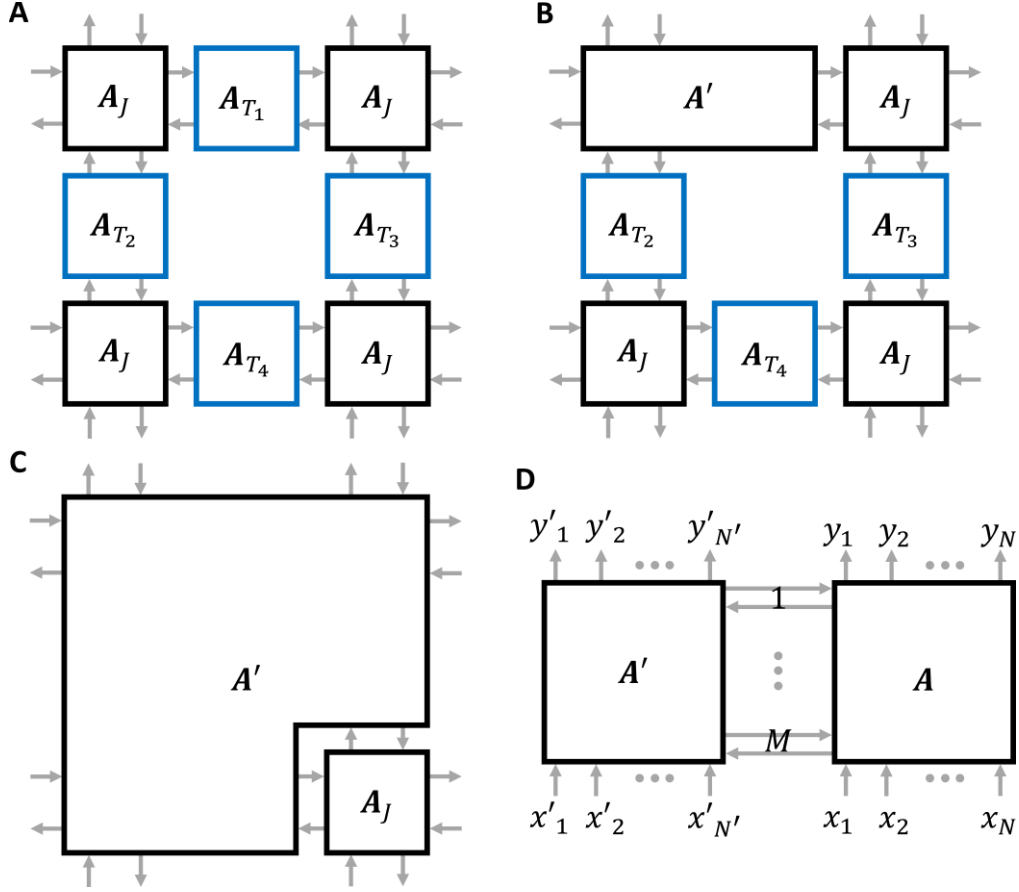 A
B
A_J A_{T_1} A_J
A′ A_J
A_{T_2} A_{T_3}
A_{T_2} A_{T_3}
A_J A_{T_4} A_J
A_J A_{T_4} A_J
C
A′
A_J
D
y′_1 y′_2 y′_{N′} y_1 y_2 y_N
1
A′ A
M
x′_1 x′_2 x′_{N′} x_1 x_2 x_N